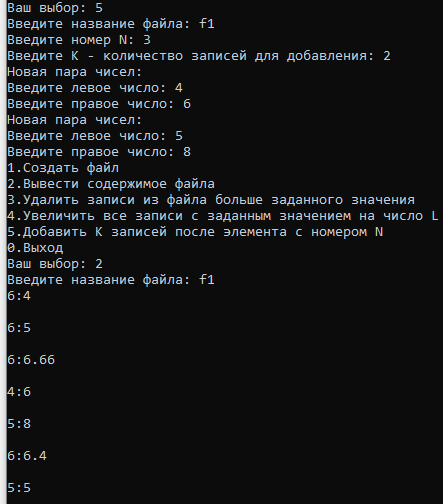 Ваш выбор: 5
Введите название файла: f1
Введите номер N: 3
Введите K - количество записей для добавления: 2
Новая пара чисел:
Введите левое число: 4
Введите правое число: 6
Новая пара чисел:
Введите левое число: 5
Введите правое число: 8
1.Создать файл
2.Вывести содержимое файла
3.Удалить записи из файла больше заданного значения
4.Увеличить все записи с заданным значением на число L
5.Добавить K записей после элемента с номером N
0.Выход
Ваш выбор: 2
Введите название файла: f1
6:4
6:5
6:6.66
4:6
5:8
6:6.4
5:5